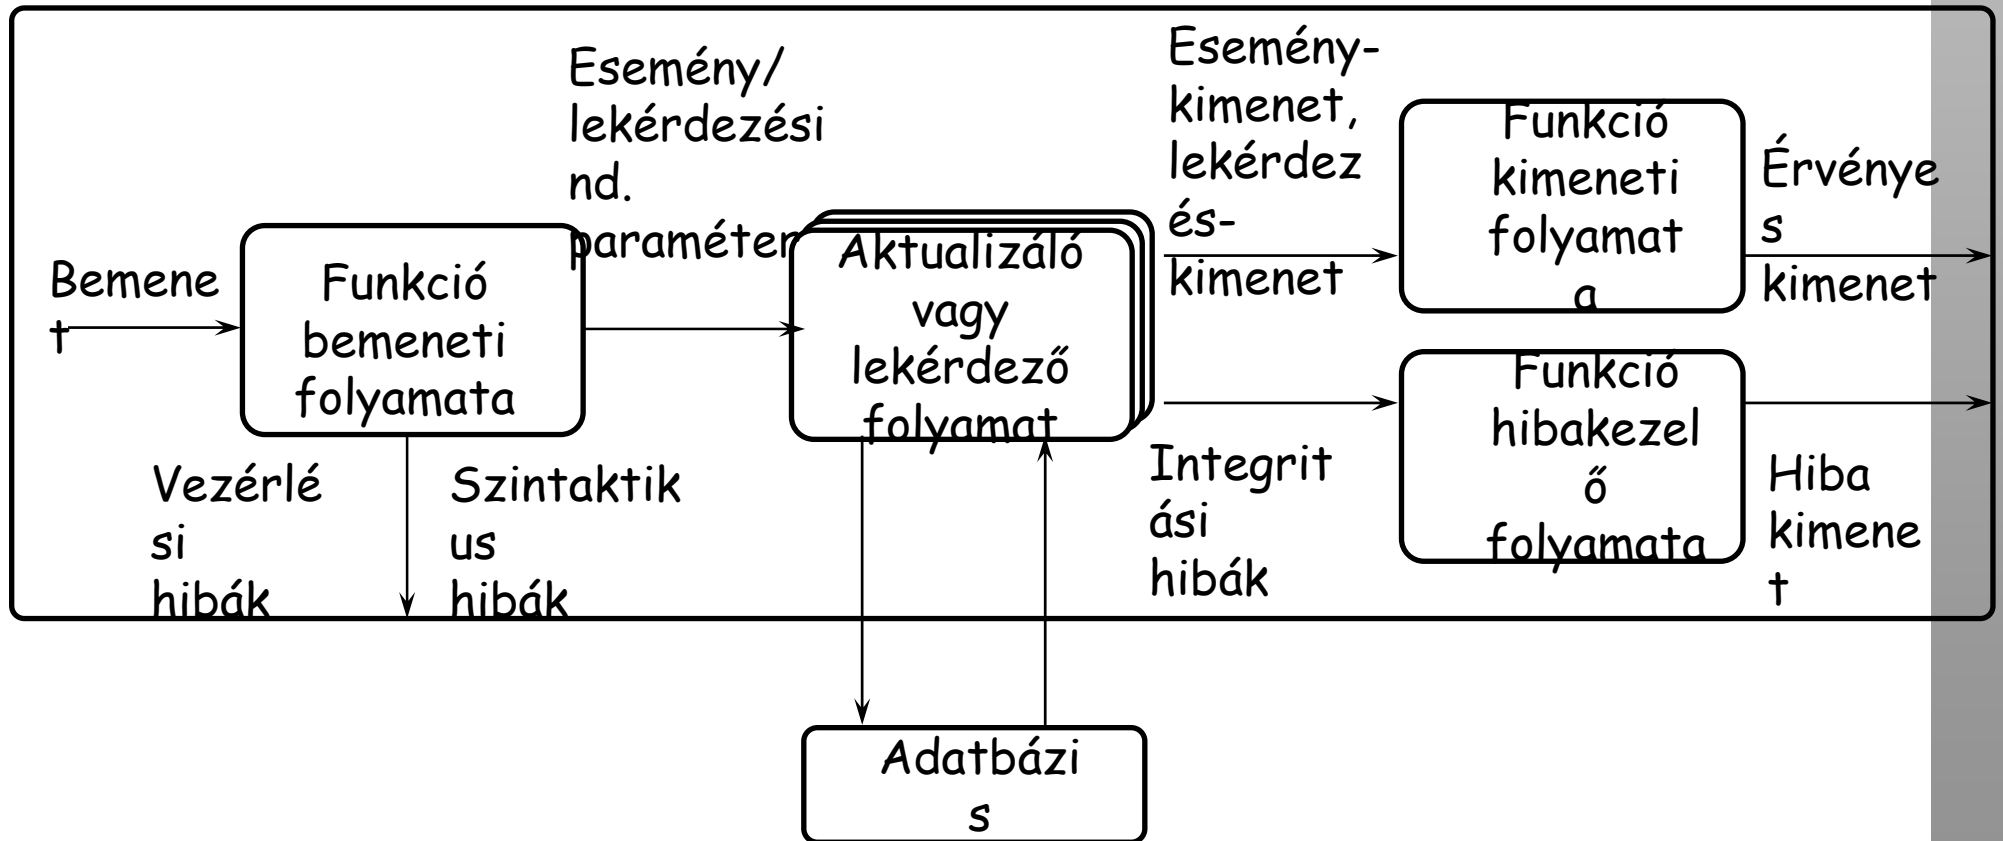 Bemene
t
Funkció
bemeneti
folyamata
Vezérlé
si
hibák
Szintaktik
us
hibák
Esemény/
lekérdezési
nd.
paraméter
Aktualizáló
vagy
lekérdező
folyamat
Esemény-
kimenet,
lekérdez
és-
kimenet
Integrit
ási
hibák
Funkció
kimeneti
folyamat
a
Funkció
hibakezel
ő
folyamata
Érvénye
s
kimenet
Hiba
kimene
t
Adatbázi
s